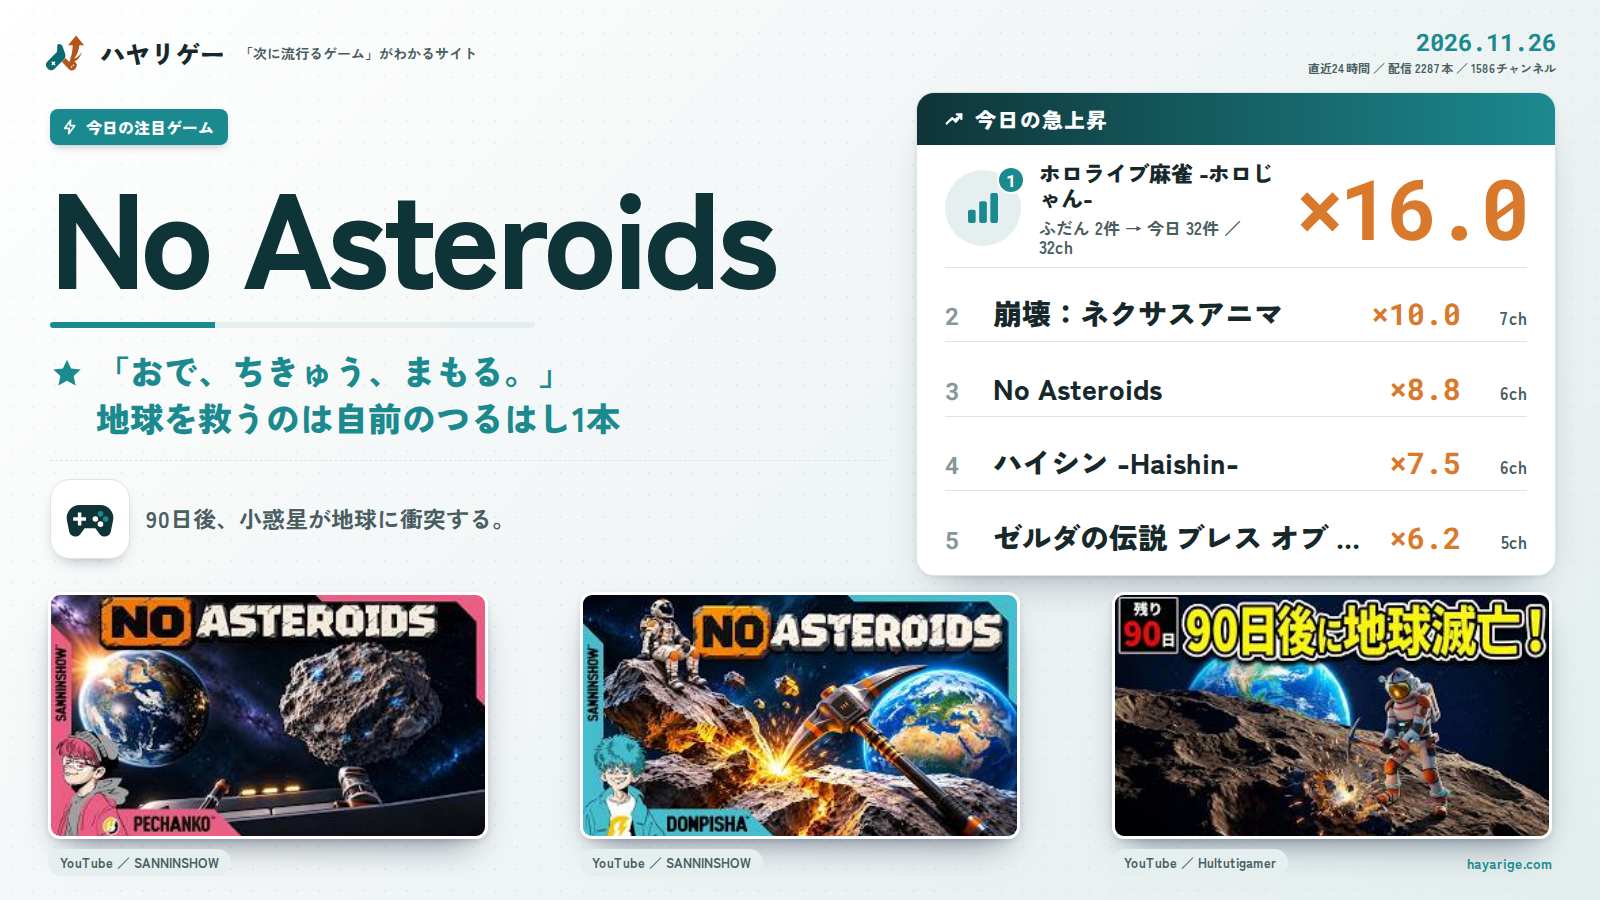 ハヤリゲー
「次に流行るゲーム」がわかるサイト
2026.11.26
直近24時間 ／ 配信 2287本 ／ 1586チャンネル
今日の注目ゲーム
No Asteroids
「おで、ちきゅう、まもる。」
地球を救うのは自前のつるはし1本
90日後、小惑星が地球に衝突する。
今日の急上昇
1
ホロライブ麻雀 -ホロじ
ゃん-
ふだん 2件 → 今日 32件 ／
32ch
×16.0
2 崩壊：ネクサスアニマ ×10.0 7ch
3 No Asteroids ×8.8 6ch
4 ハイシン -Haishin- ×7.5 6ch
5 ゼルダの伝説 ブレス オブ ... ×6.2 5ch
NO ASTEROIDS
SANNINSHOW
PECHANKO
YouTube ／ SANNINSHOW
NO ASTEROIDS
SANNINSHOW
DONPISHA
YouTube ／ SANNINSHOW
残り
90日
90日後に地球滅亡！
YouTube ／ Hultutigamer
hayarige.com